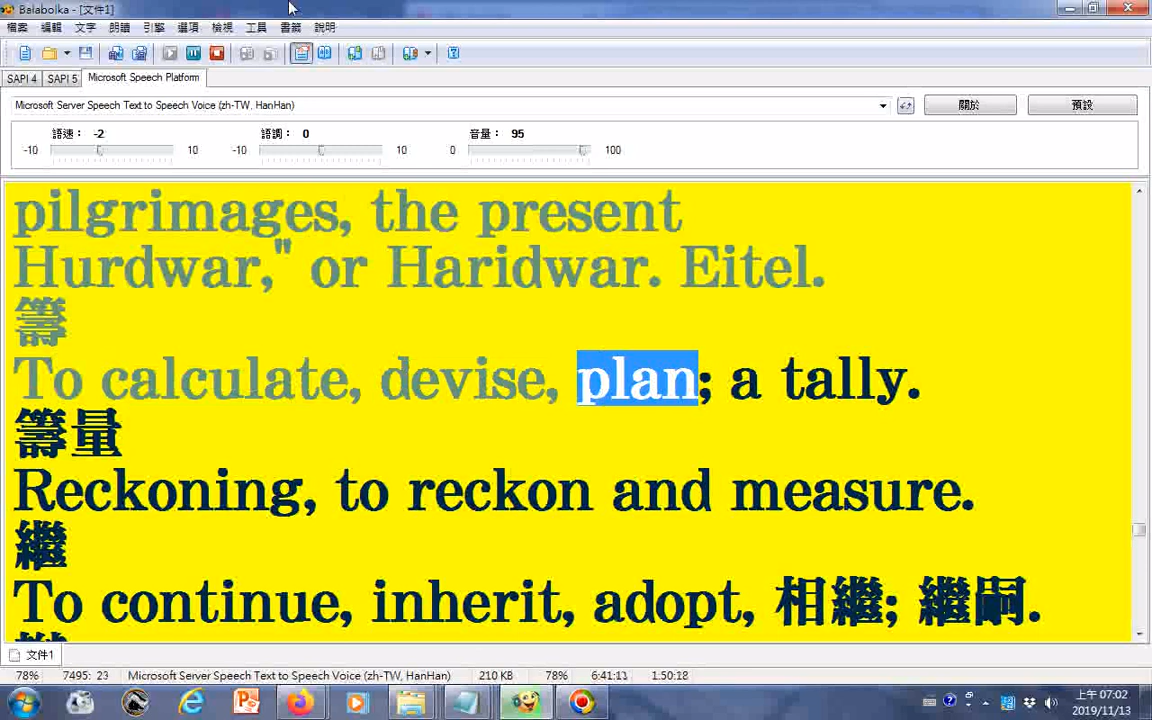 Balabolka - [文件1]
檔案 編輯 文字 朗讀 引擎 選項 檢視 工具 書籤 說明
SAPI 4 SAPI 5 Microsoft Speech Platform
Microsoft Server Speech Text to Speech Voice (zh-TW, HanHan) 關於 預設
語速： -2 語調： 0 音量： 95
-10 10 -10 10 0 100
pilgrimages, the present
Hurdwar," or Haridwar. Eitel.
籌
To calculate, devise, plan; a tally.
籌量
Reckoning, to reckon and measure.
繼
To continue, inherit, adopt, 相繼; 繼嗣.
文件1
78% 7495: 23 Microsoft Server Speech Text to Speech Voice (zh-TW, HanHan) 210 KB 78% 6:41:11 1:50:18
上午 07:02
2019/11/13